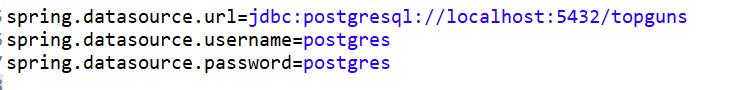 spring.datasource.url=jdbc:postgresql://localhost:5432/topguns
spring.datasource.username=postgres
spring.datasource.password=postgres